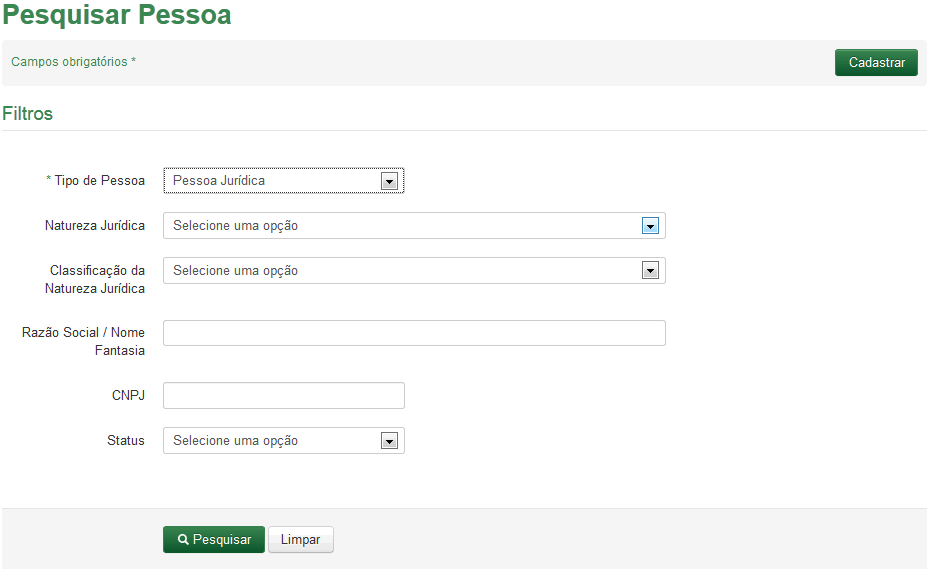 Pesquisar Pessoa
Campos obrigatórios *
Cadastrar
Filtros
* Tipo de Pessoa
Pessoa Jurídica
Natureza Jurídica
Selecione uma opção
Classificação da
Natureza Jurídica
Selecione uma opção
Razão Social / Nome
Fantasia
CNPJ
Status
Selecione uma opção
Pesquisar
Limpar